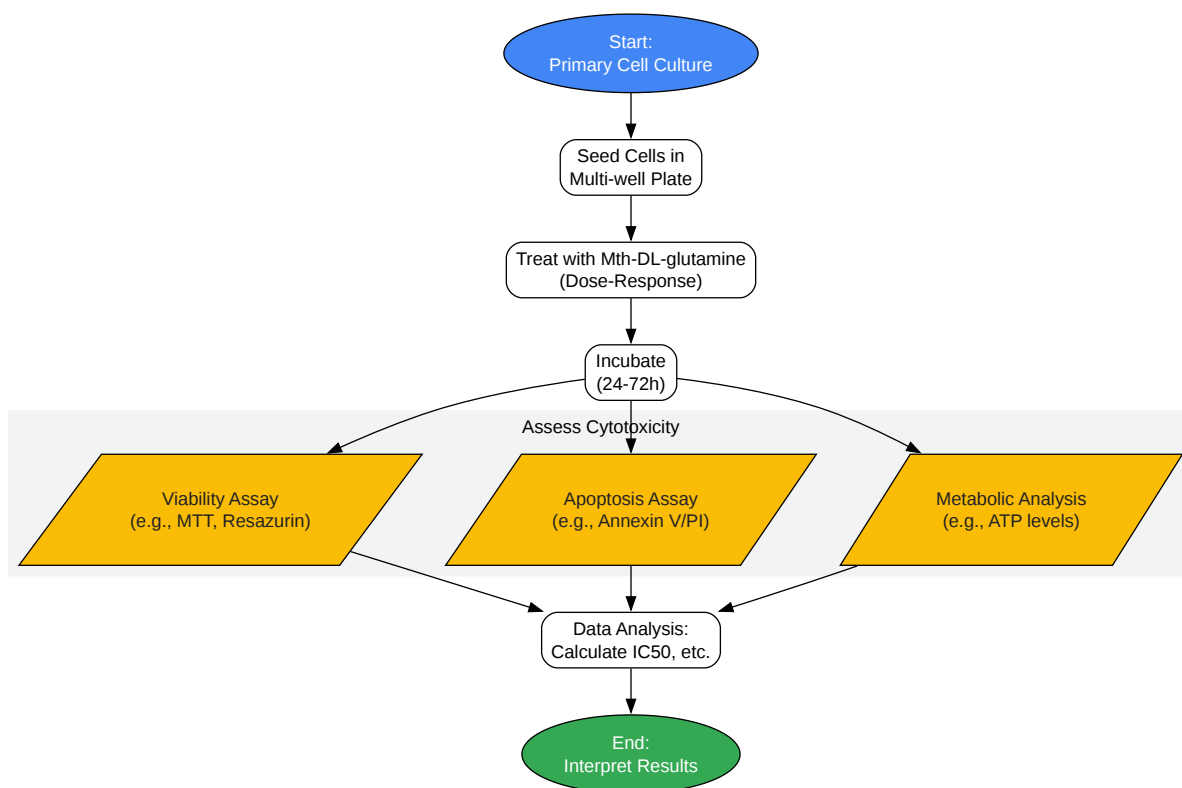 Start:
Primary Cell Culture
Seed Cells in
Multi-well Plate
Treat with Mth-DL-glutamine
(Dose-Response)
Incubate
(24-72h)
Assess Cytotoxicity
Viability Assay
(e.g., MTT, Resazurin)
Apoptosis Assay
(e.g., Annexin V/PI)
Metabolic Analysis
(e.g., ATP levels)
Data Analysis:
Calculate IC50, etc.
End:
Interpret Results